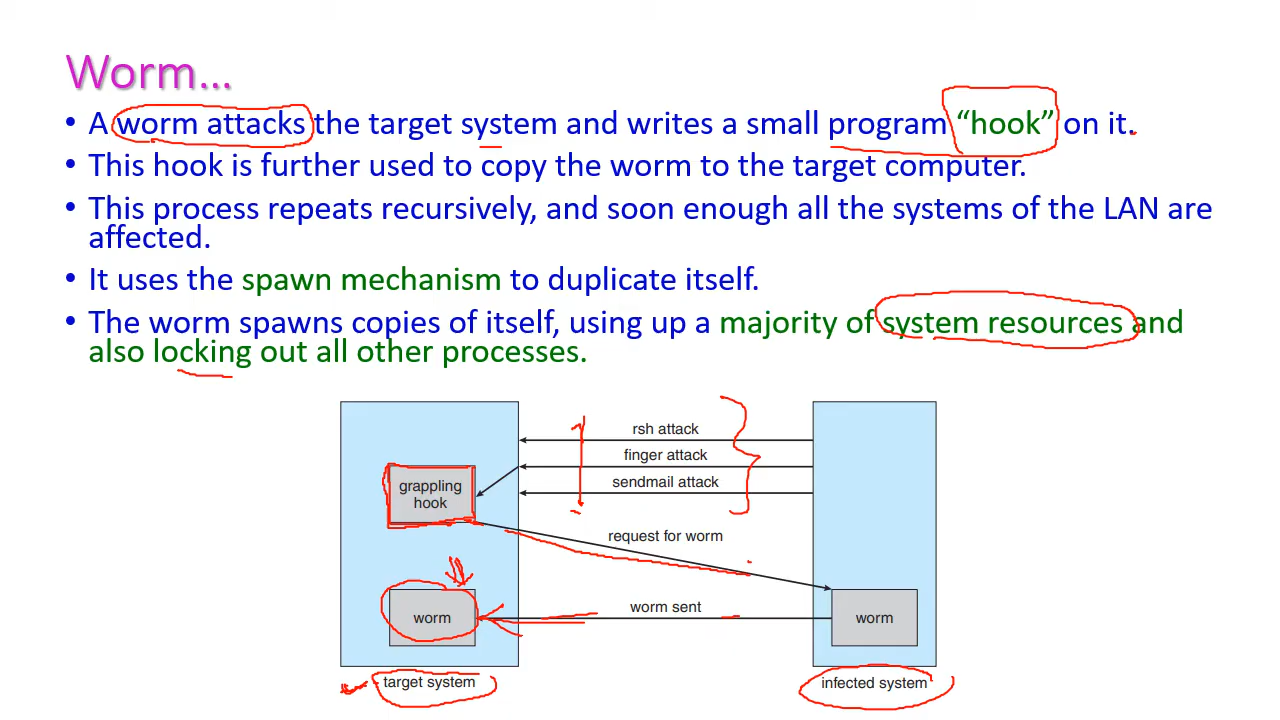 Worm...
• A worm attacks the target system and writes a small program “hook” on it.
• This hook is further used to copy the worm to the target computer.
• This process repeats recursively, and soon enough all the systems of the LAN are
affected.
• It uses the spawn mechanism to duplicate itself.
• The worm spawns copies of itself, using up a majority of system resources and
also locking out all other processes.
rsh attack
finger attack
sendmail attack
grappling
hook
request for worm
worm
worm sent
worm
target system
infected system